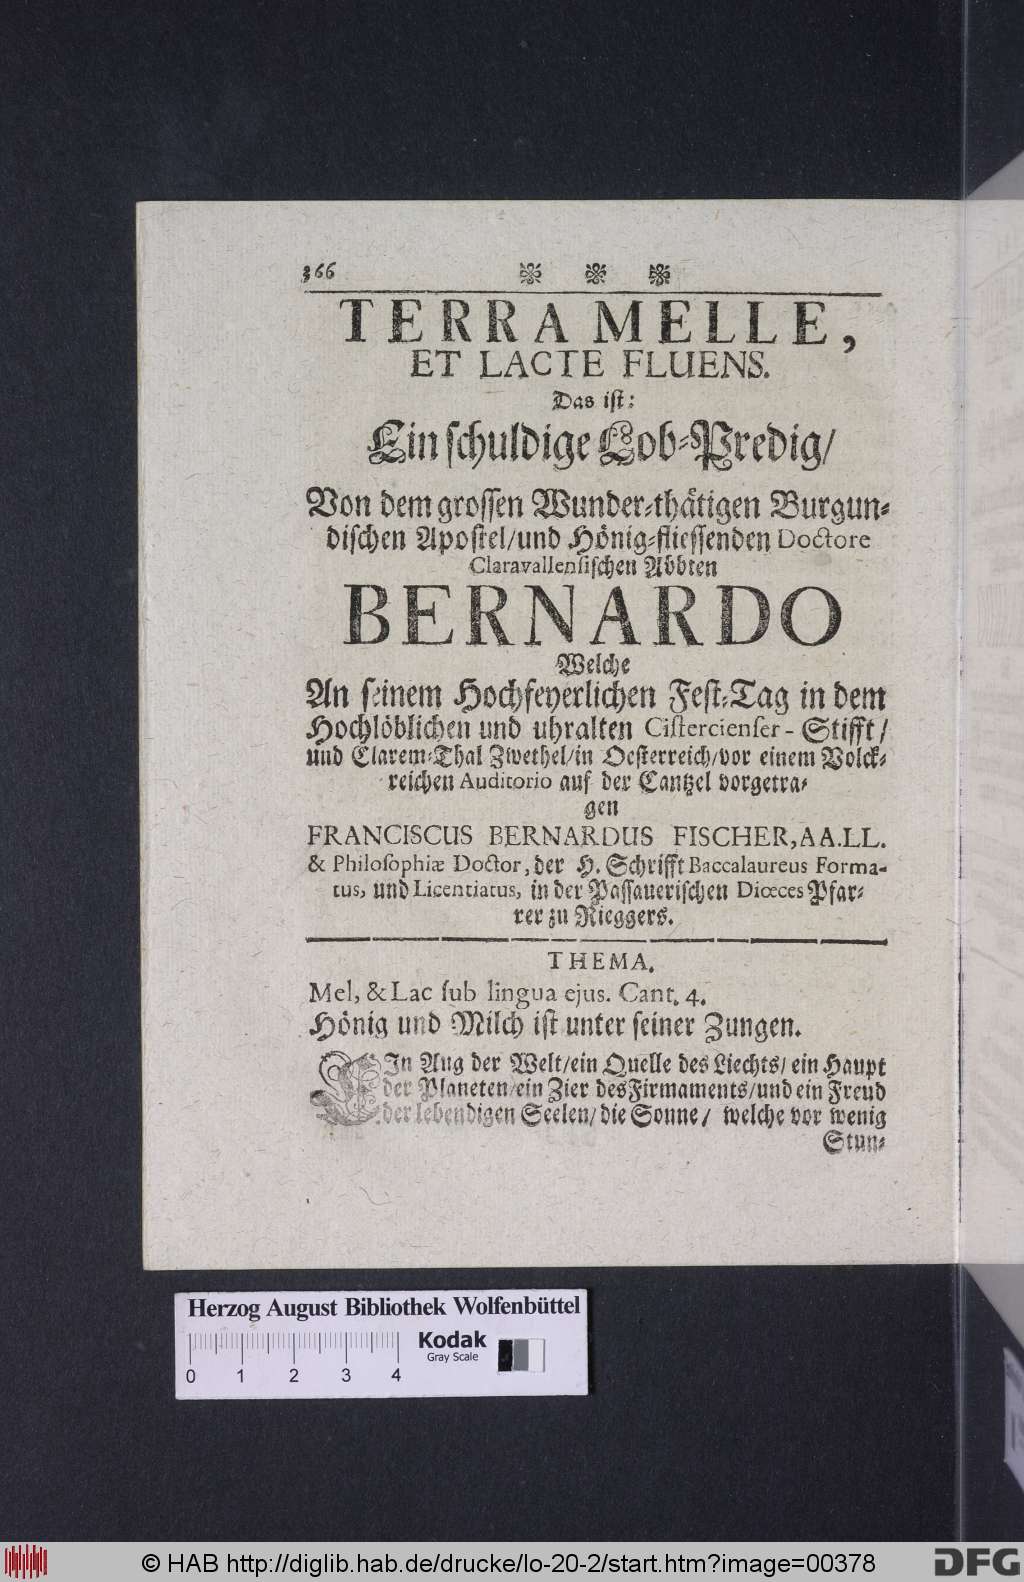 366
TERRA MELLE,
ET LACTE FLUENS.
Das ist:
Ein schuldige Lob-Predig/
Von dem grossen Wunder-thätigen Burgun-
dischen Apostel/und Hönig-fliessenden Doctore
Claravallensischen Abbten
BERNARDO
Welche
An seinem Hochfeyerlichen Fest-Tag in dem
Hochlöblichen und uhralten Cistercienser-Stifft/
und Clarem-Thal Zwethel/in Oesterreich/vor einem Volck-
reichen Auditorio auf der Cantzel vorgetra-
gen
FRANCISCUS BERNARDUS FISCHER, AA.LL.
& Philosophiæ Doctor, der H. Schrifft Baccalaureus Forma-
tus, und Licentiatus, in der Passauerischen Diœces Pfar-
rer zu Rieggers.
THEMA.
Mel, & Lac sub lingua ejus. Cant. 4.
Hönig und Milch ist unter seiner Zungen.
EIn Aug der Welt/ein Quelle des Liechts/ein Haupt
der Planeten/ein Zier des Firmaments/und ein Freud
der lebendigen Seelen/die Sonne/ welche vor wenig
Stun-
Herzog August Bibliothek Wolfenbüttel
Kodak
Gray Scale
0 1 2 3 4
© HAB http://diglib.hab.de/drucke/lo-20-2/start.htm?image=00378
DFG